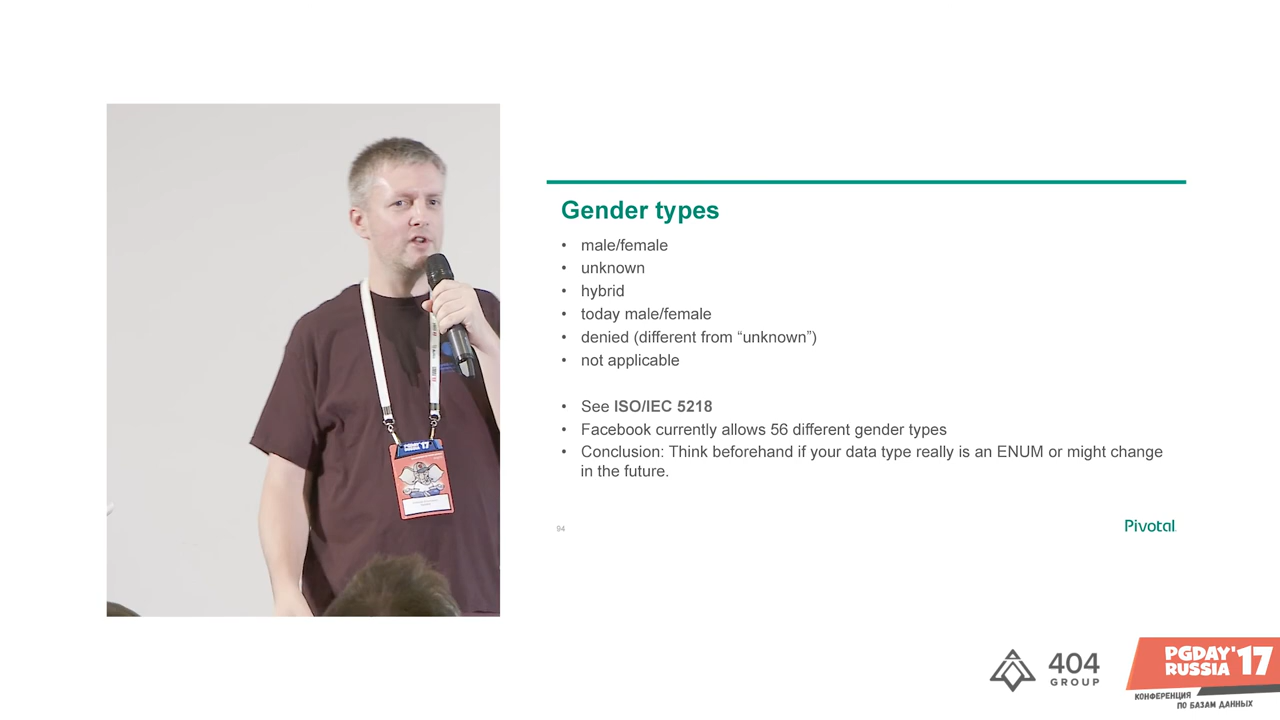 Gender types
• male/female
• unknown
• hybrid
• today male/female
• denied (different from “unknown”)
• not applicable
• See ISO/IEC 5218
• Facebook currently allows 56 different gender types
• Conclusion: Think beforehand if your data type really is an ENUM or might change
in the future.
94
Pivotal
PGDAY'17
404
GROUP
PGDAY'17
RUSSIA
КОНФЕРЕНЦИЯ
ПО БАЗАМ ДАННЫХ